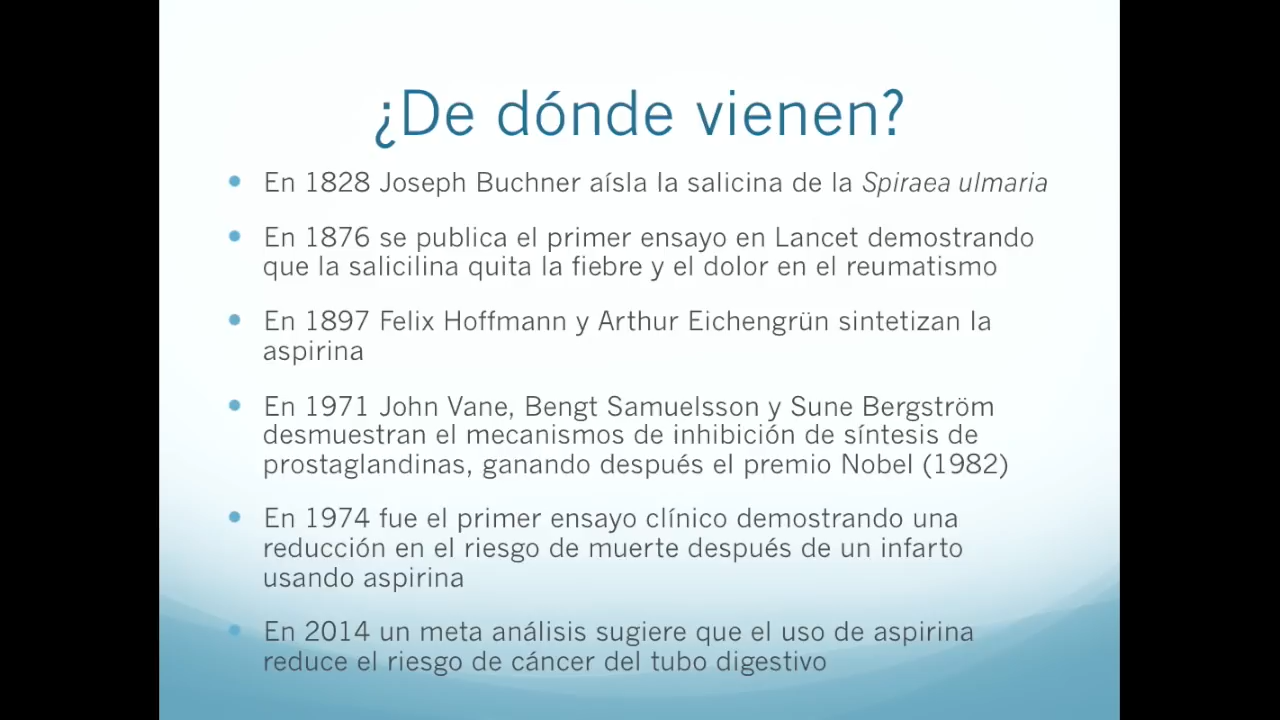 ¿De dónde vienen?
• En 1828 Joseph Buchner aísla la salicina de la Spiraea ulmaria
• En 1876 se publica el primer ensayo en Lancet demostrando
que la salicilina quita la fiebre y el dolor en el reumatismo
• En 1897 Felix Hoffmann y Arthur Eichengrün sintetizan la
aspirina
• En 1971 John Vane, Bengt Samuelsson y Sune Bergström
desmuestran el mecanismos de inhibición de síntesis de
prostaglandinas, ganando después el premio Nobel (1982)
• En 1974 fue el primer ensayo clínico demostrando una
reducción en el riesgo de muerte después de un infarto
usando aspirina
• En 2014 un meta análisis sugiere que el uso de aspirina
reduce el riesgo de cáncer del tubo digestivo